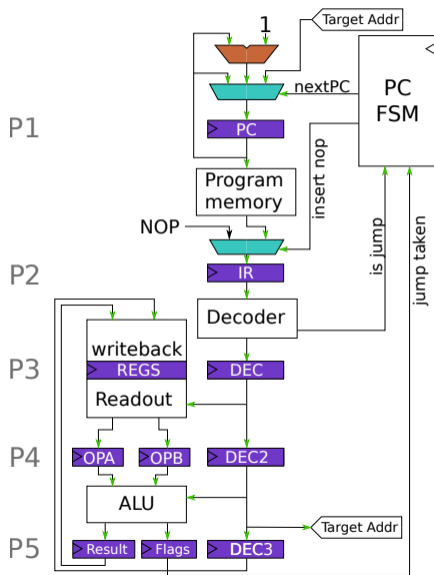 1
Target Addr
nextPC
PC
FSM
P1
PC
Program
memory
insert nop
is jump
jump taken
NOP
P2
IR
Decoder
writeback
P3
REGS
DEC
Readout
P4
OPA
OPB
DEC2
ALU
Target Addr
P5
Result
Flags
DEC3